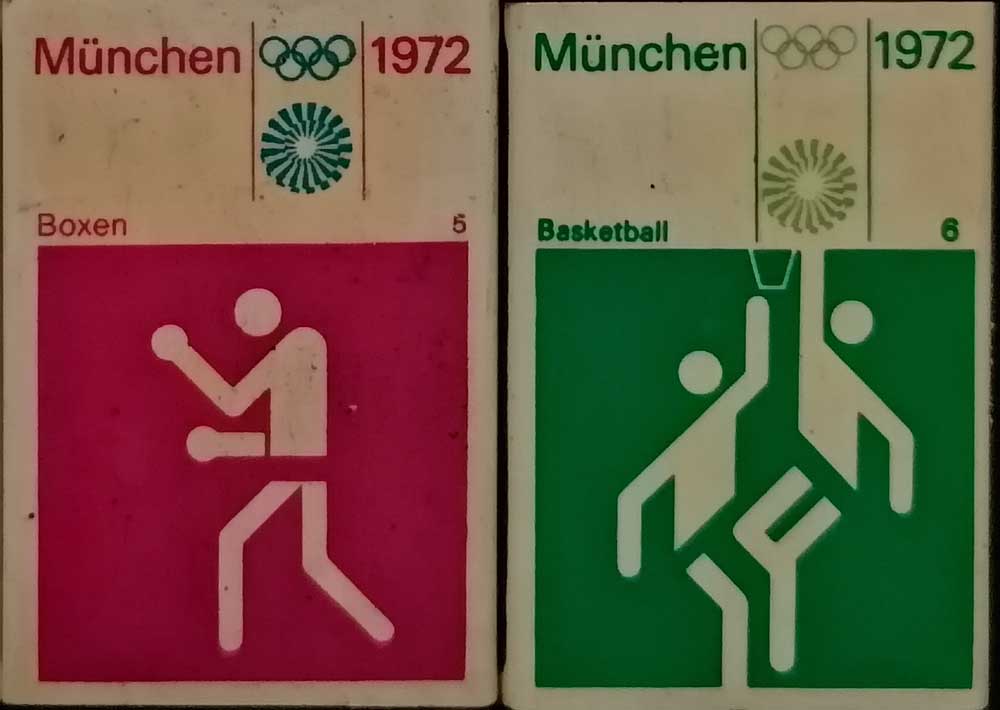 München 1972
Boxen 5
München 1972
Basketball 6